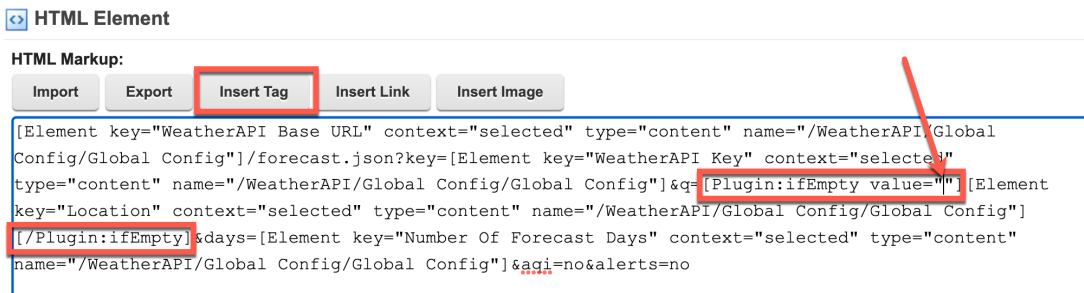 HTML Element
HTML Markup:
Import Export Insert Tag Insert Link Insert Image
[Element key="WeatherAPI Base URL" context="selected" type="content" name="/WeatherAPI/Global
Config/Global Config"]/forecast.json?key=[Element key="WeatherAPI Key" context="selected"
type="content" name="/WeatherAPI/Global Config/Global Config"]&q=[Plugin:ifEmpty value=""][Element
key="Location" context="selected" type="content" name="/WeatherAPI/Global Config/Global Config"]
[/Plugin:ifEmpty]&days=[Element key="Number Of Forecast Days" context="selected" type="content"
name="/WeatherAPI/Global Config/Global Config"]&aqi=no&alerts=no